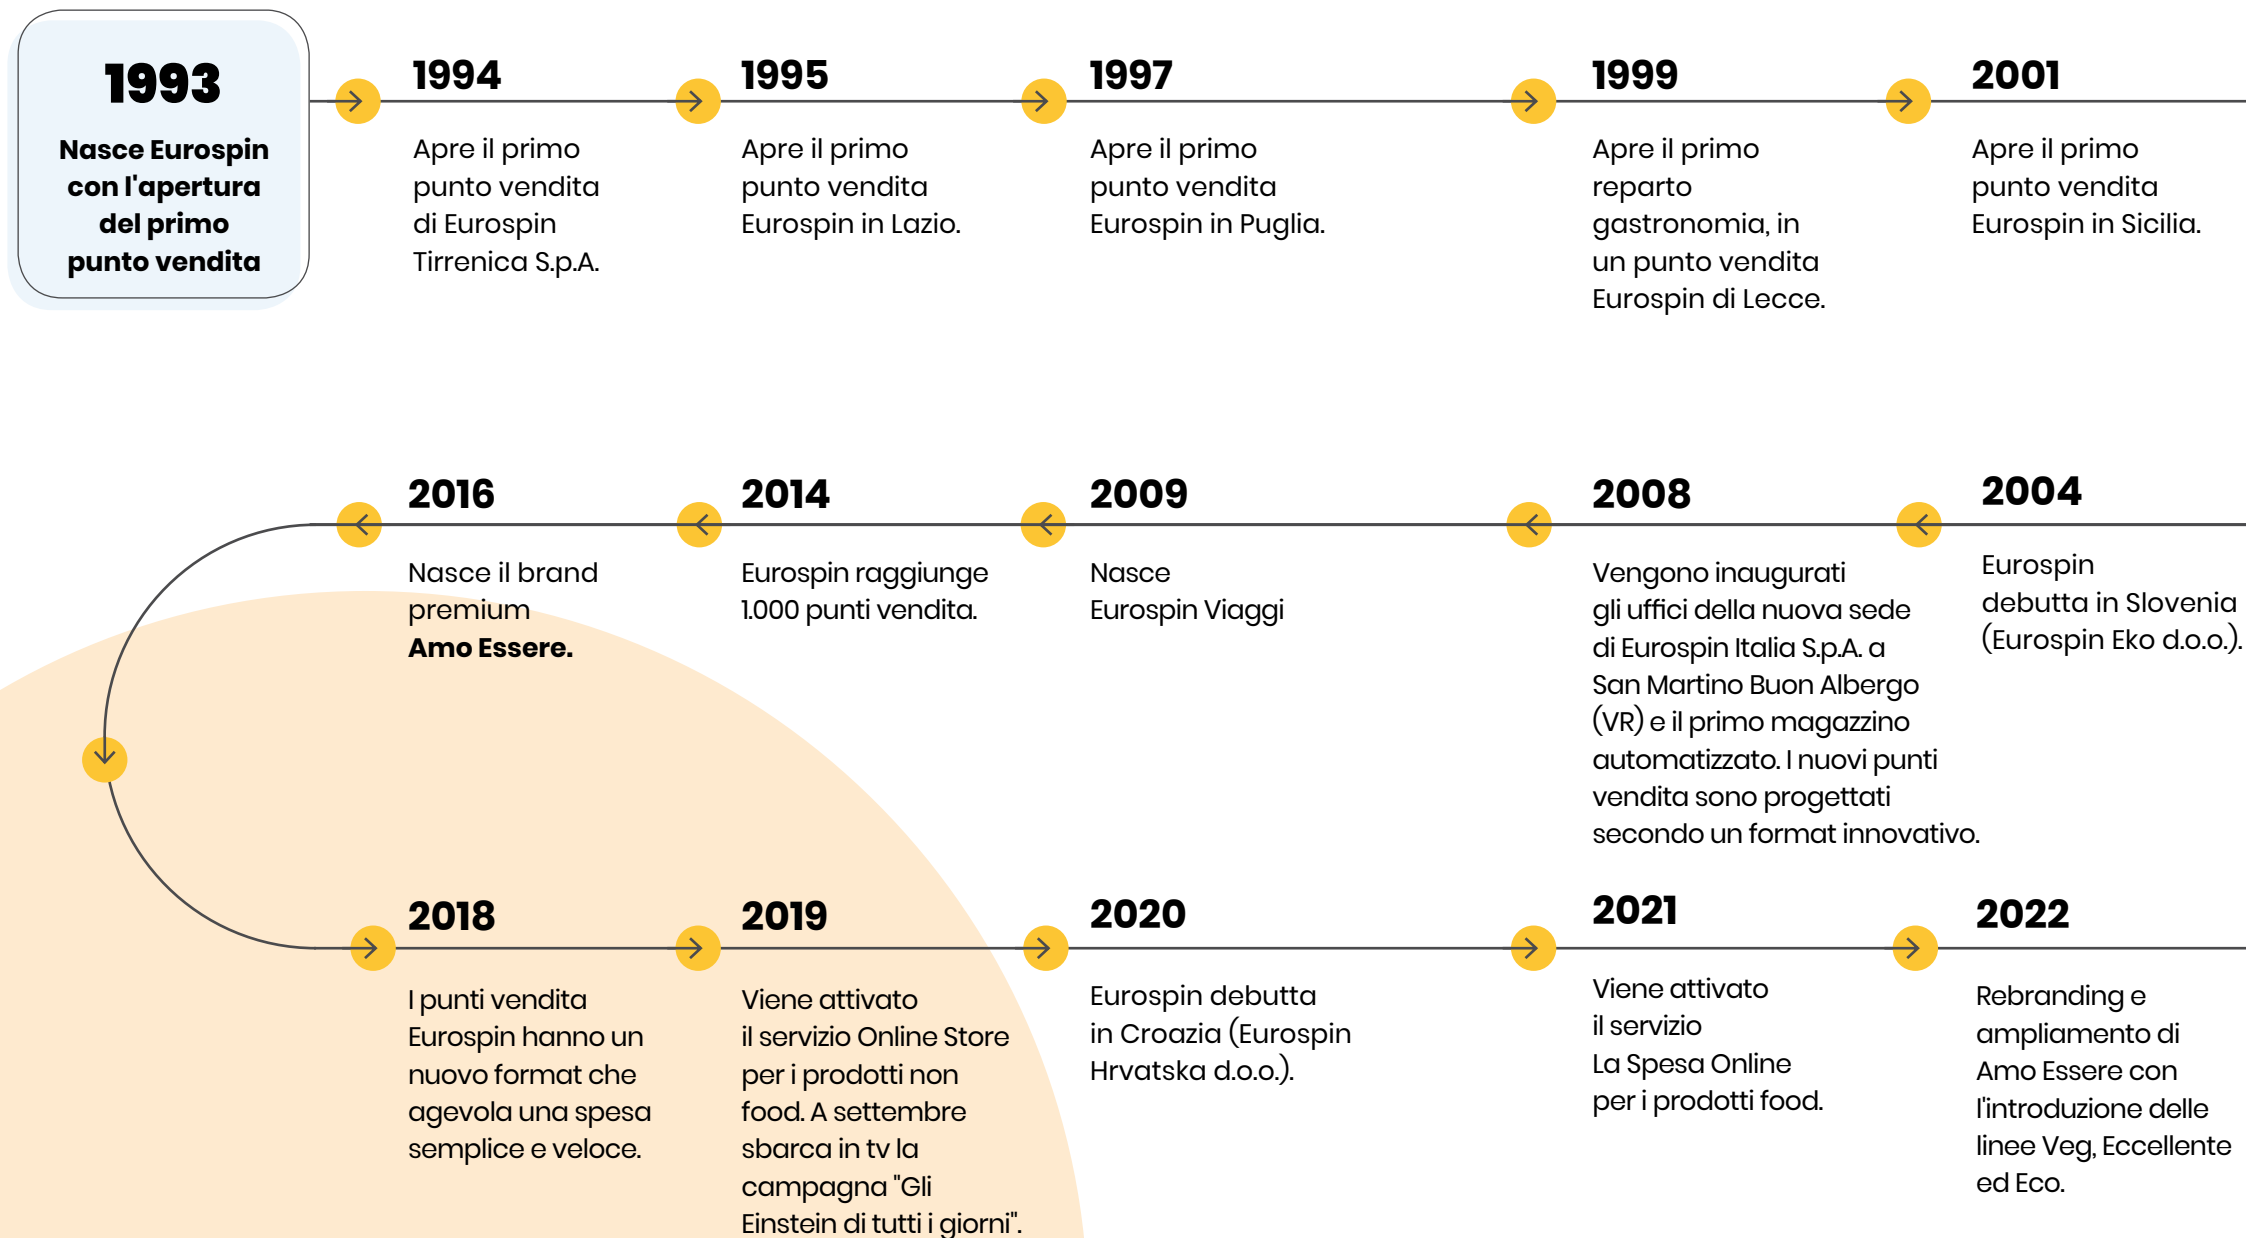 1993
Nasce Eurospin
con l'apertura
del primo
punto vendita
1994
Apre il primo
punto vendita
di Eurospin
Tirrenica S.p.A.
1995
Apre il primo
punto vendita
Eurospin in Lazio.
1997
Apre il primo
punto vendita
Eurospin in Puglia.
1999
Apre il primo
reparto
gastronomia, in
un punto vendita
Eurospin di Lecce.
2001
Apre il primo
punto vendita
Eurospin in Sicilia.
2004
Eurospin
debutta in Slovenia
(Eurospin Eko d.o.o.).
2008
Vengono inaugurati
gli uffici della nuova sede
di Eurospin Italia S.p.A. a
San Martino Buon Albergo
(VR) e il primo magazzino
automatizzato. I nuovi punti
vendita sono progettati
secondo un format innovativo.
2009
Nasce
Eurospin Viaggi
2014
Eurospin raggiunge
1.000 punti vendita.
2016
Nasce il brand
premium
Amo Essere.
2018
I punti vendita
Eurospin hanno un
nuovo format che
agevola una spesa
semplice e veloce.
2019
Viene attivato
il servizio Online Store
per i prodotti non
food. A settembre
sbarca in tv la
campagna "Gli
Einstein di tutti i giorni".
2020
Eurospin debutta
in Croazia (Eurospin
Hrvatska d.o.o.).
2021
Viene attivato
il servizio
La Spesa Online
per i prodotti food.
2022
Rebranding e
ampliamento di
Amo Essere con
l'introduzione delle
linee Veg, Eccellente
ed Eco.